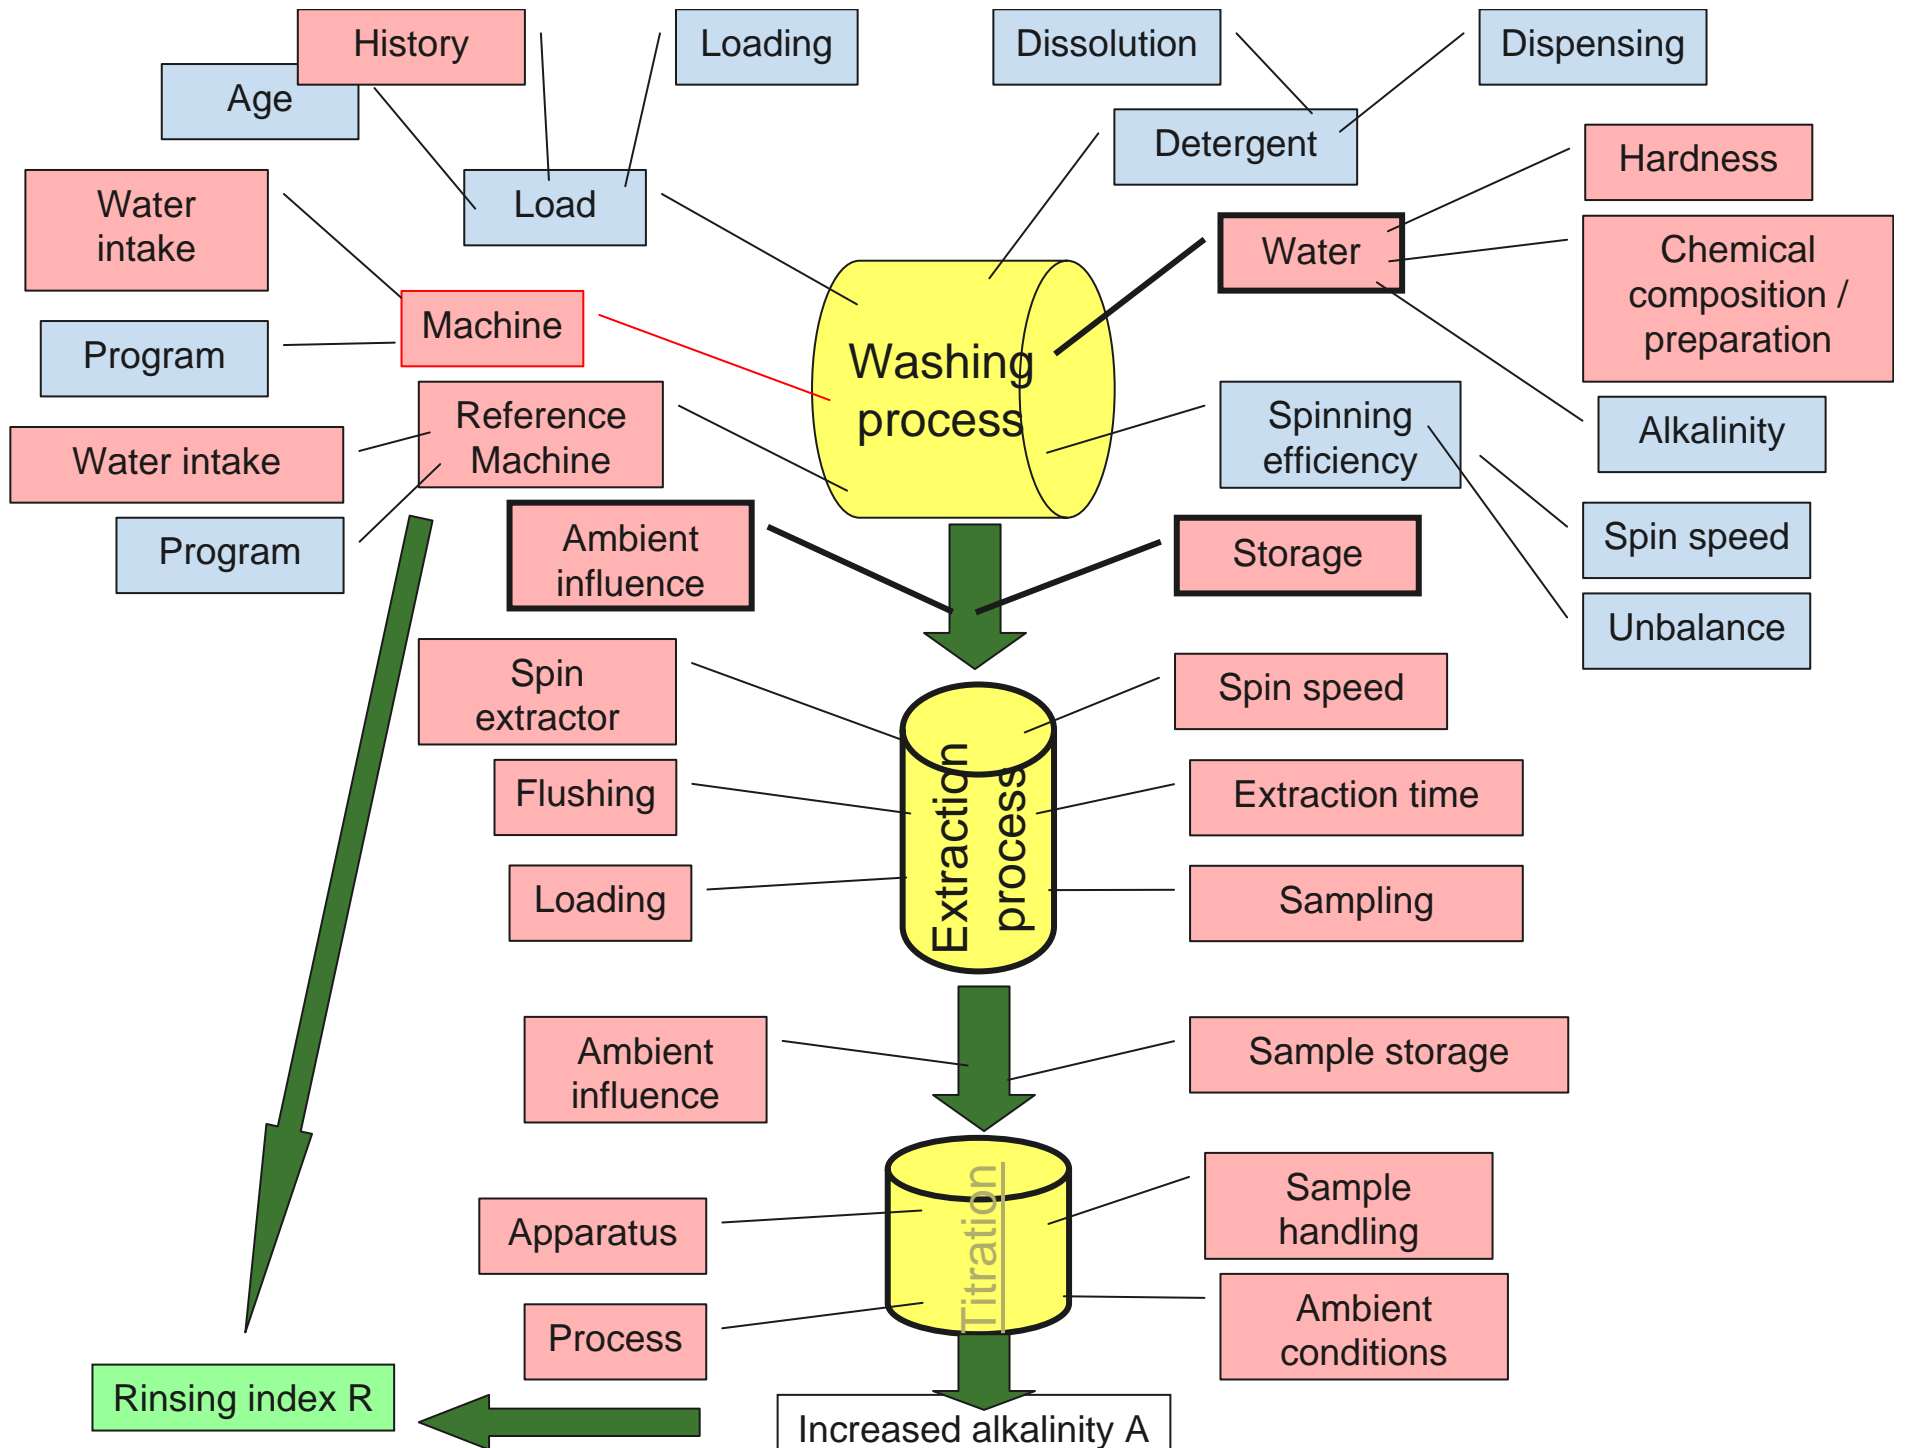 History
Loading
Dissolution
Dispensing
Age
Detergent
Hardness
Water
intake
Load
Water
Chemical
composition /
preparation
Machine
Program
Washing
process
Reference
Machine
Spinning
efficiency
Alkalinity
Water intake
Program
Ambient
influence
Storage
Spin speed
Unbalance
Spin
extractor
Spin speed
Flushing
Extraction
process
Extraction time
Loading
Sampling
Ambient
influence
Sample storage
Titration
Sample
handling
Apparatus
Process
Ambient
conditions
Rinsing index R
Increased alkalinity A